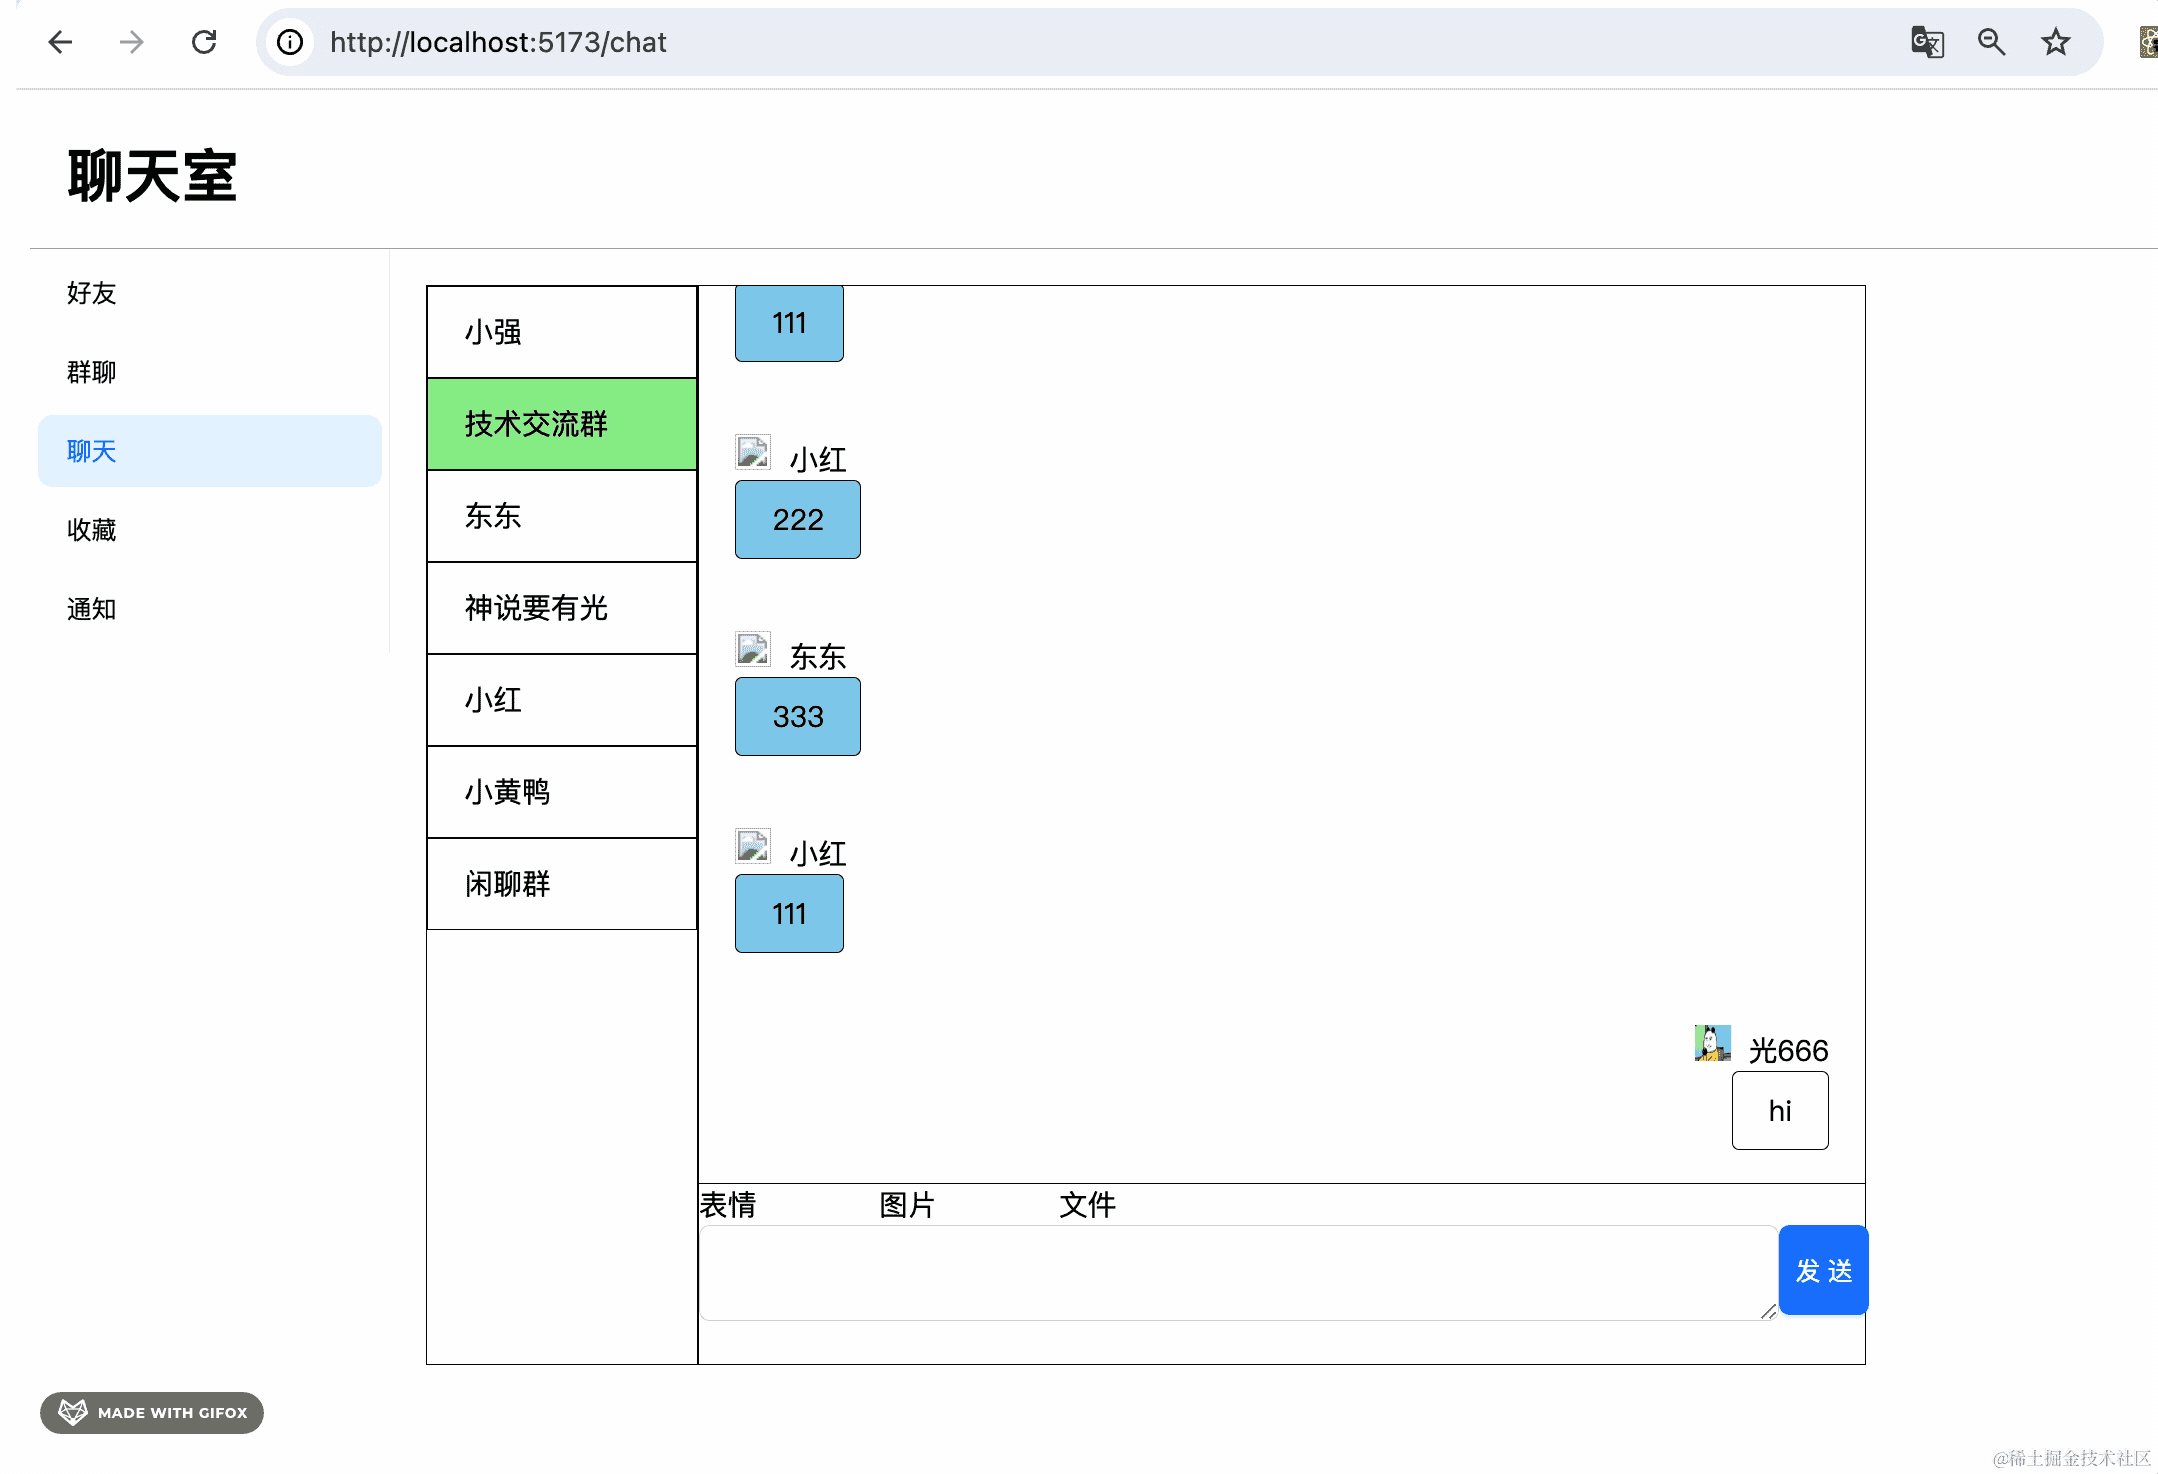 http://localhost:5173/chat
聊天室
好友
群聊
聊天
收藏
通知
小强
技术交流群
东东
神说要有光
小红
小黄鸭
闲聊群
111
小红
222
东东
333
小红
111
光666
hi
表情 图片 文件
发 送
MADE WITH GIFOX
@稀土掘金技术社区